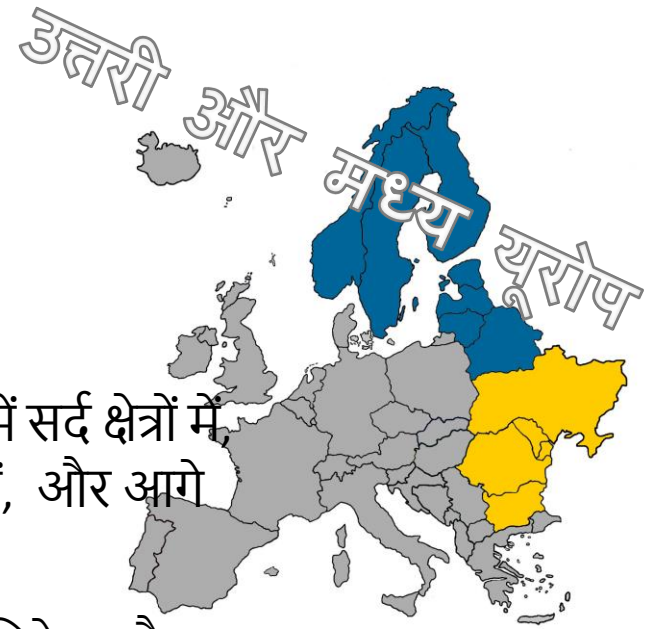 उत्तरी और मध्य यूरोप
में सर्द क्षेत्रों में,
और आगे